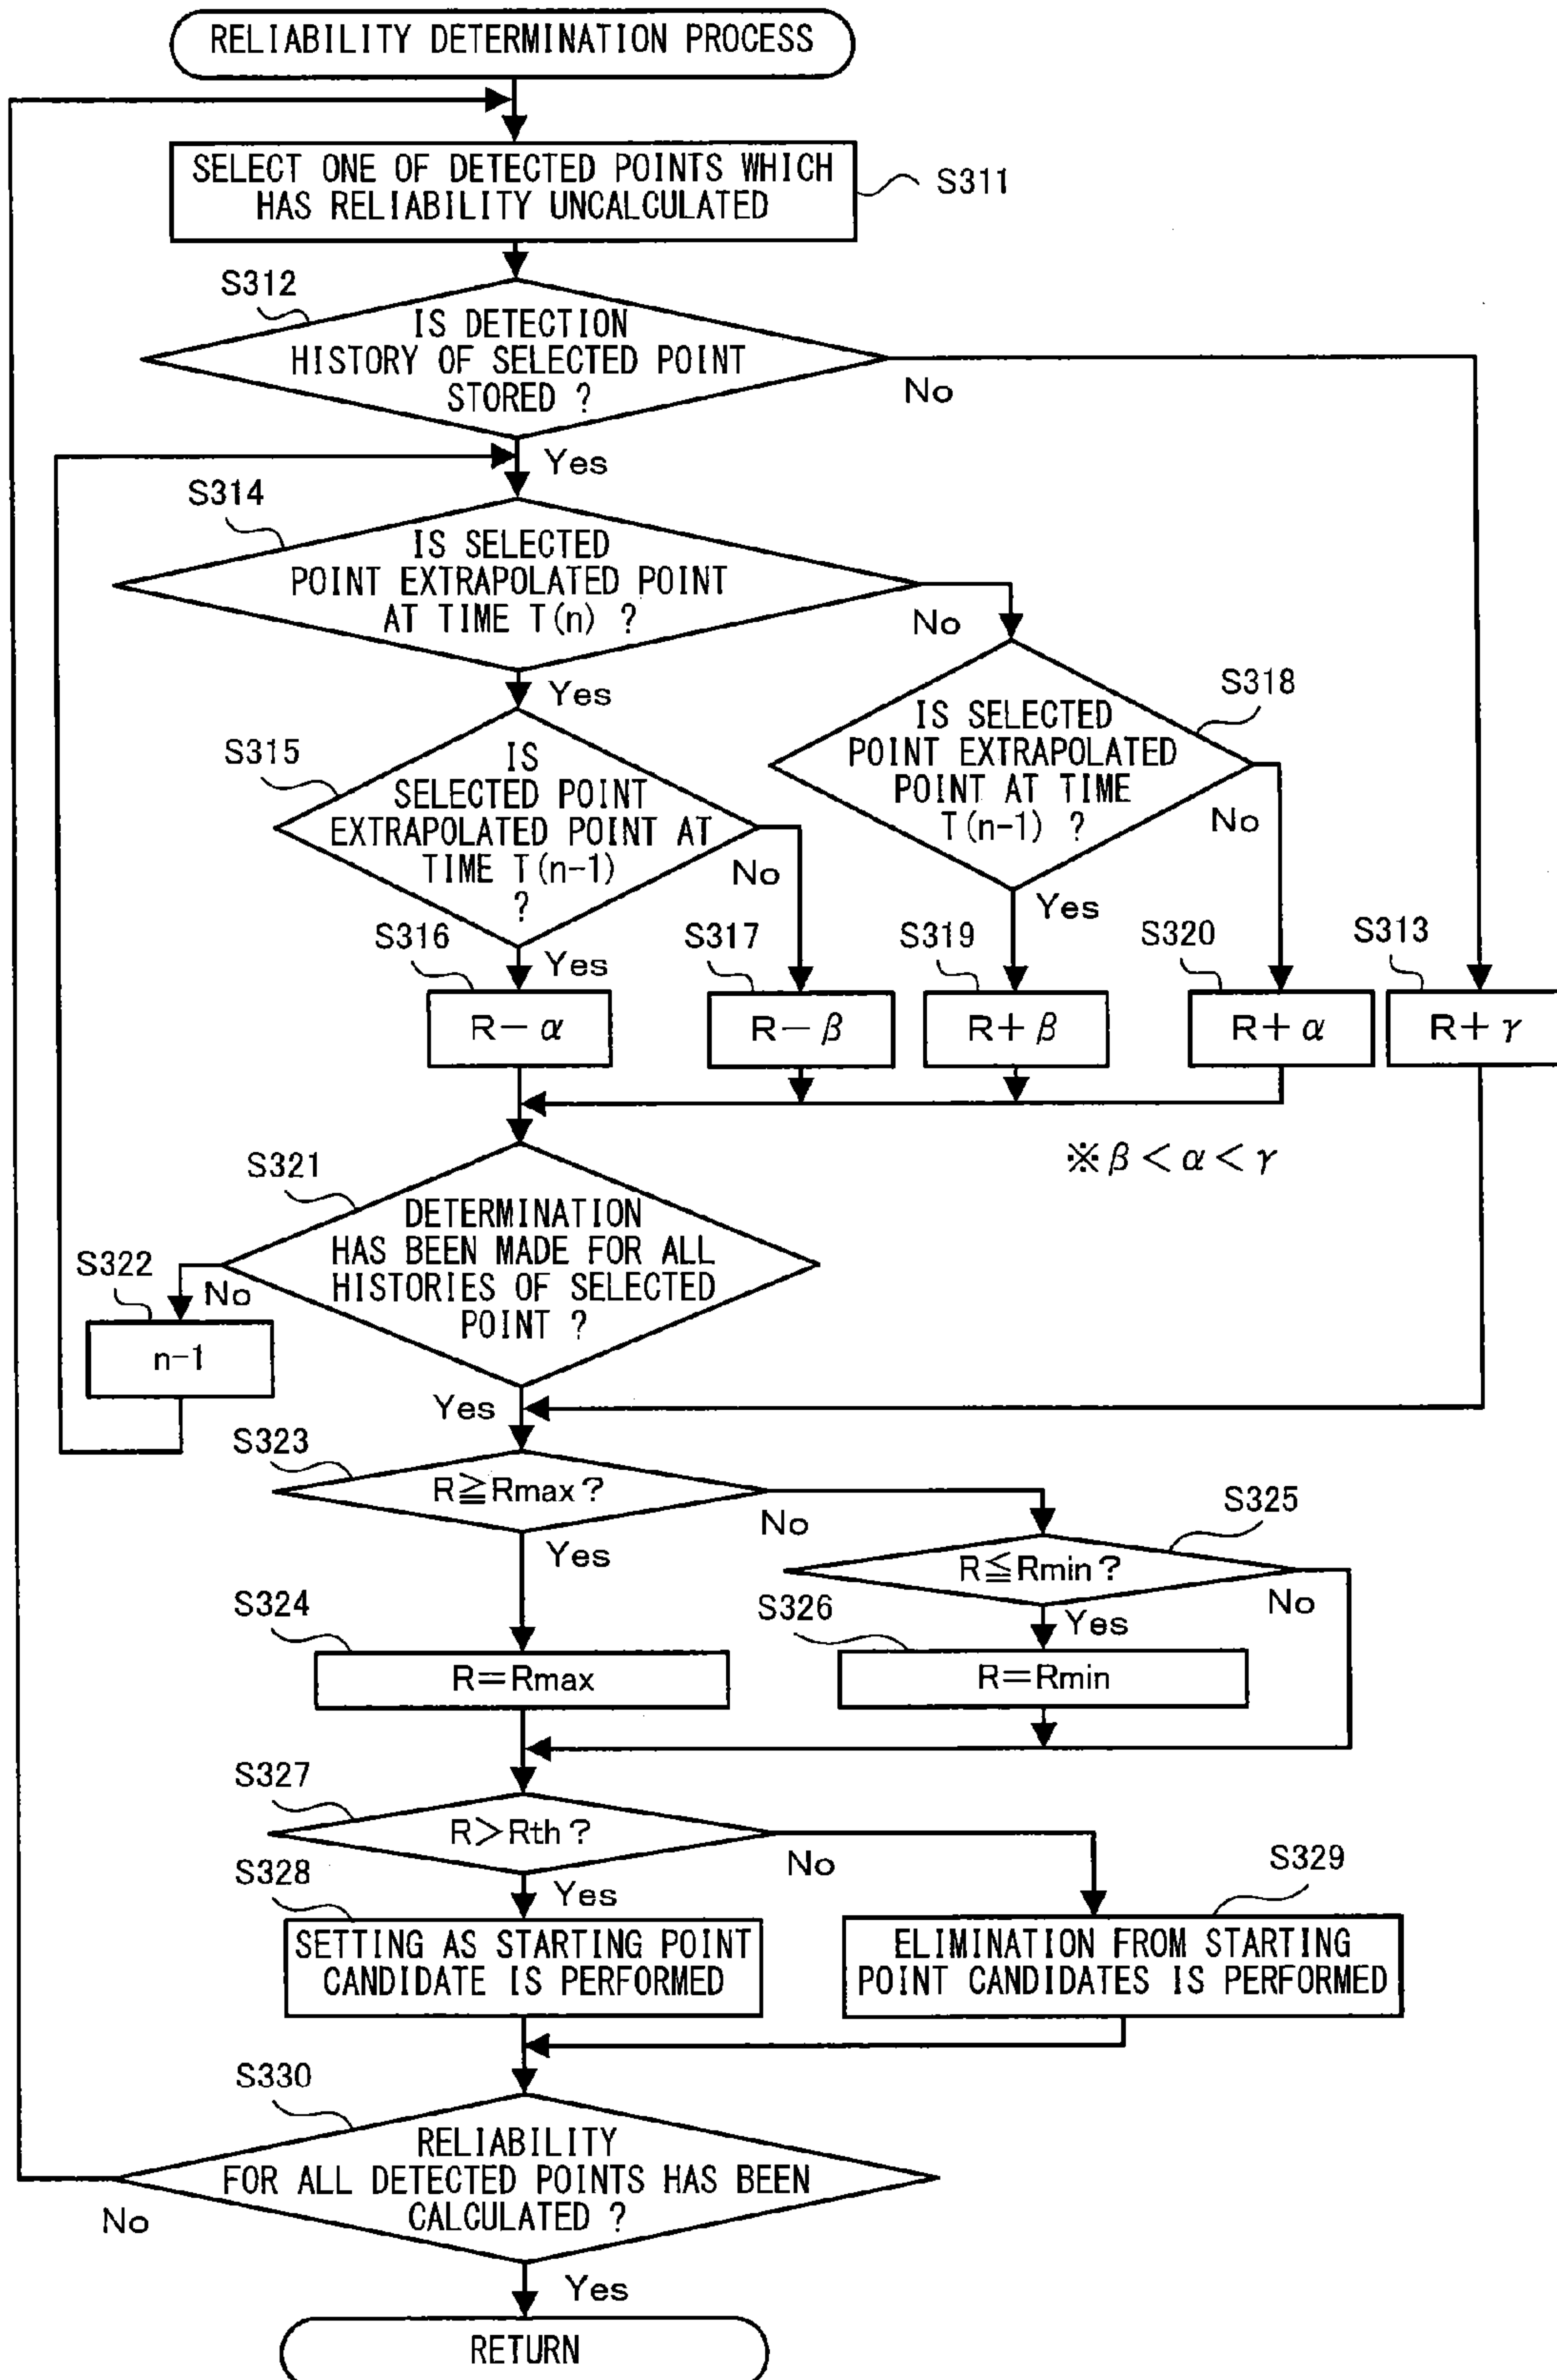 RELIABILITY DETERMINATION PROCESS
SELECT ONE OF DETECTED POINTS WHICH
HAS RELIABILITY UNCALCULATED
S311
S312
IS DETECTION
HISTORY OF SELECTED POINT
STORED ?
No
Yes
S314
IS SELECTED
POINT EXTRAPOLATED POINT
AT TIME T(n) ?
No
Yes
S318
IS SELECTED
POINT EXTRAPOLATED
POINT AT TIME
T(n-1) ?
No
Yes
S315
IS
SELECTED POINT
EXTRAPOLATED POINT AT
TIME T(n-1)
?
No
Yes
S316
R-α
S317
R-β
S319
R+β
S320
R+α
S313
R+γ
※β<α<γ
S321
DETERMINATION
HAS BEEN MADE FOR ALL
HISTORIES OF SELECTED
POINT ?
S322
No
n-1
Yes
S323
R≧Rmax?
No
Yes
S325
R≦Rmin?
No
Yes
S324
R=Rmax
S326
R=Rmin
S327
R>Rth?
No
Yes
S328
SETTING AS STARTING POINT
CANDIDATE IS PERFORMED
S329
ELIMINATION FROM STARTING
POINT CANDIDATES IS PERFORMED
S330
RELIABILITY
FOR ALL DETECTED POINTS HAS BEEN
CALCULATED ?
No
Yes
RETURN